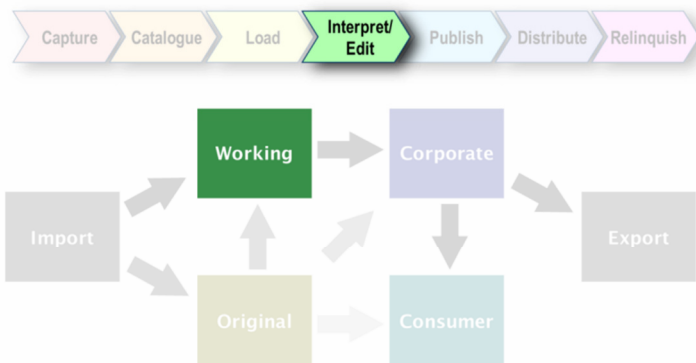 Capture
Catalogue
Load
Interpret/
Edit
Publish
Distribute
Relinquish
Working
Corporate
Import
Export
Original
Consumer